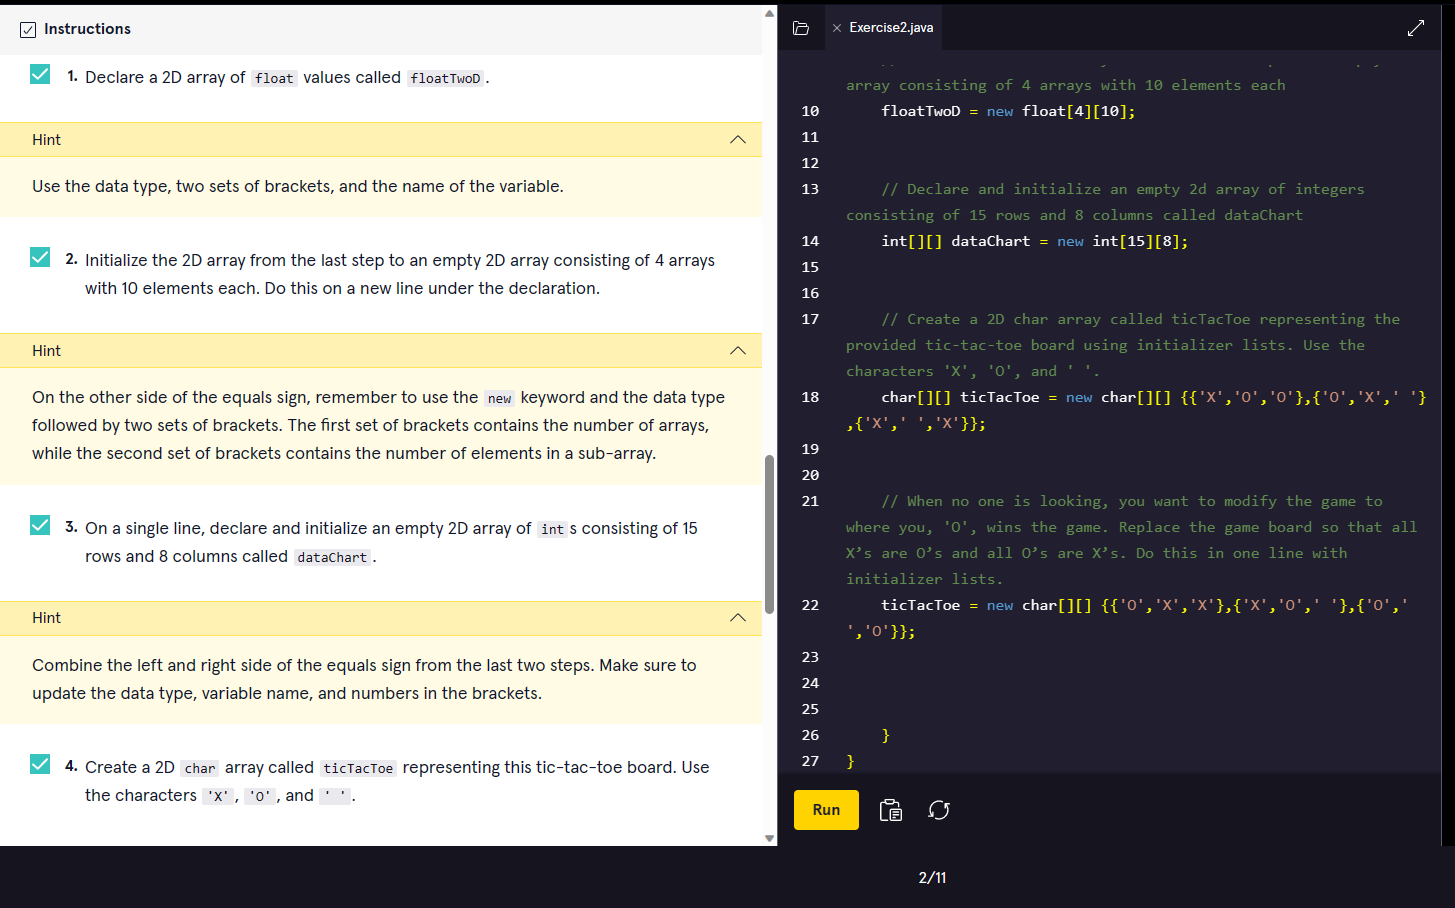 Instructions
1. Declare a 2D array of float values called floatTwoD.
Hint
Use the data type, two sets of brackets, and the name of the variable.
2. Initialize the 2D array from the last step to an empty 2D array consisting of 4 arrays
with 10 elements each. Do this on a new line under the declaration.
Hint
On the other side of the equals sign, remember to use the new keyword and the data type
followed by two sets of brackets. The first set of brackets contains the number of arrays,
while the second set of brackets contains the number of elements in a sub-array.
3. On a single line, declare and initialize an empty 2D array of int s consisting of 15
rows and 8 columns called dataChart.
Hint
Combine the left and right side of the equals sign from the last two steps. Make sure to
update the data type, variable name, and numbers in the brackets.
4. Create a 2D char array called ticTacToe representing this tic-tac-toe board. Use
the characters 'X', 'O', and ' '.
Exercise2.java
array consisting of 4 arrays with 10 elements each
10 floatTwoD = new float[4][10];
11
12
13 // Declare and initialize an empty 2d array of integers
consisting of 15 rows and 8 columns called dataChart
14 int[][] dataChart = new int[15][8];
15
16
17 // Create a 2D char array called ticTacToe representing the
provided tic-tac-toe board using initializer lists. Use the
characters 'X', 'O', and ' '.
18 char[][] ticTacToe = new char[][] {{'X','O','O'},{'O','X',' '}
,{'X',' ','X'}};
19
20
21 // When no one is looking, you want to modify the game to
where you, 'O', wins the game. Replace the game board so that all
X’s are O’s and all O’s are X’s. Do this in one line with
initializer lists.
22 ticTacToe = new char[][] {{'O','X','X'},{'X','O',' '},{'O','
','O'}};
23
24
25
26 }
27 }
Run
2/11